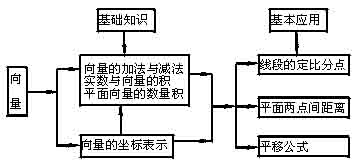 基础知识
基本应用
向量
向量的加法与减法
实数与向量的积
平面向量的数量积
向量的坐标表示
线段的定比分点
平面两点间距离
平移公式